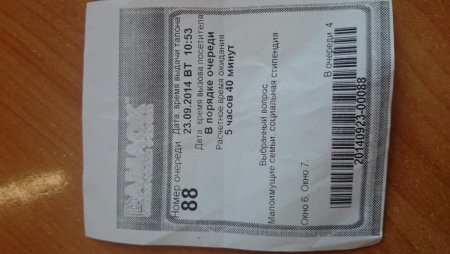 Номер очереди Дата, время выдачи талона
88 23.09.2014 ВТ 10:53
Дата время вызова посетителя
В порядке очереди
Расчетное время ожидания
5 часов 40 минут
Выбранный вопрос
Малоимущие семьи социальная стипендия
Окно 6, Окно 7
В очереди 4
20140923-00088